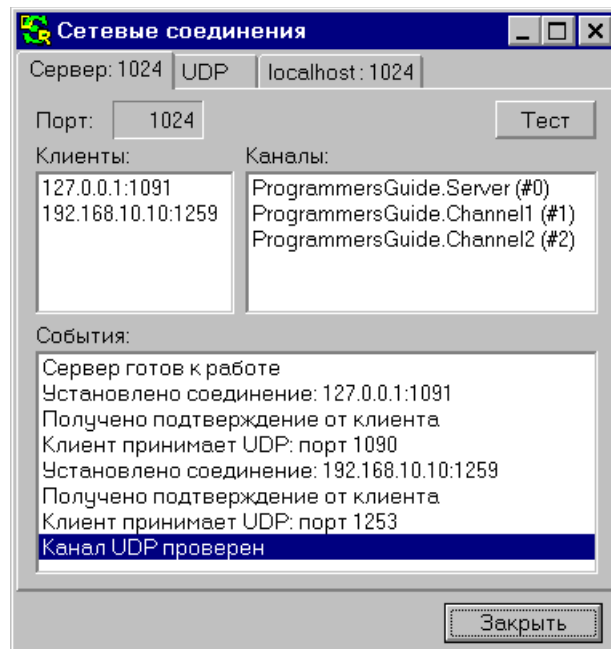 Сетевые соединения
Сервер: 1024 UDP localhost : 1024
Порт: 1024 Тест
Клиенты: Каналы:
127.0.0.1:1091 ProgrammersGuide.Server (#0)
192.168.10.10:1259 ProgrammersGuide.Channel1 (#1)
ProgrammersGuide.Channel2 (#2)
События:
Сервер готов к работе
Установлено соединение: 127.0.0.1:1091
Получено подтверждение от клиента
Клиент принимает UDP: порт 1090
Установлено соединение: 192.168.10.10:1259
Получено подтверждение от клиента
Клиент принимает UDP: порт 1253
Канал UDP проверен
Закрыть